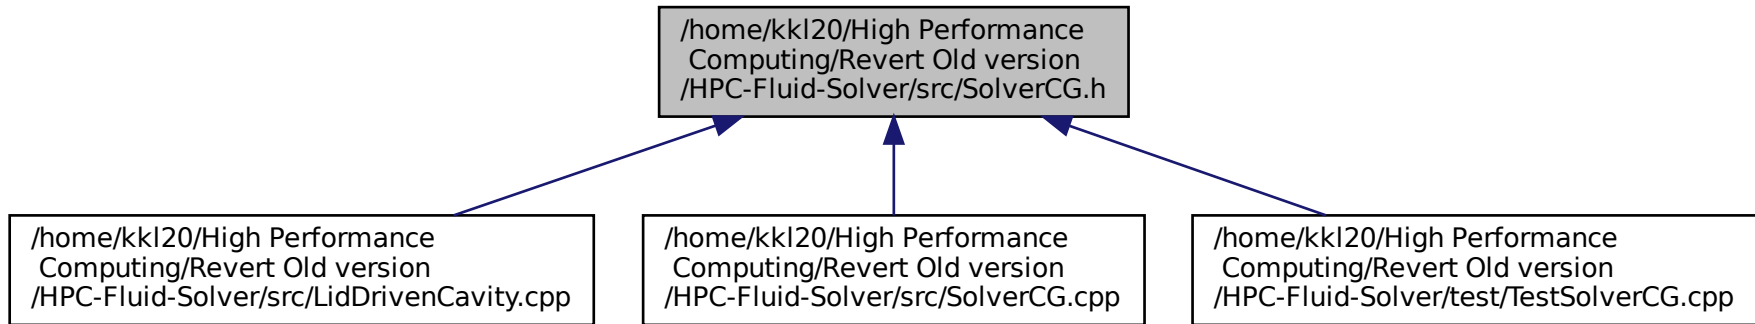 /home/kkl20/High Performance
Computing/Revert Old version
/HPC-Fluid-Solver/src/SolverCG.h
/home/kkl20/High Performance
Computing/Revert Old version
/HPC-Fluid-Solver/src/LidDrivenCavity.cpp
/home/kkl20/High Performance
Computing/Revert Old version
/HPC-Fluid-Solver/src/SolverCG.cpp
/home/kkl20/High Performance
Computing/Revert Old version
/HPC-Fluid-Solver/test/TestSolverCG.cpp